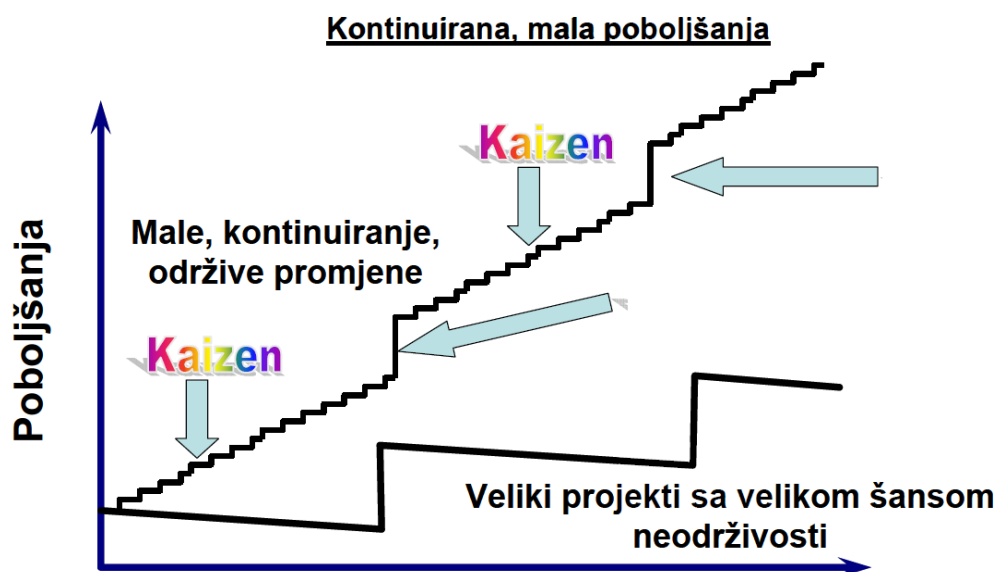 Kontinuirana, mala poboljšanja
Kaizen
Male, kontinuiranje,
održive promjene
Kaizen
Poboljšanja
Veliki projekti sa velikom šansom
neodrživosti